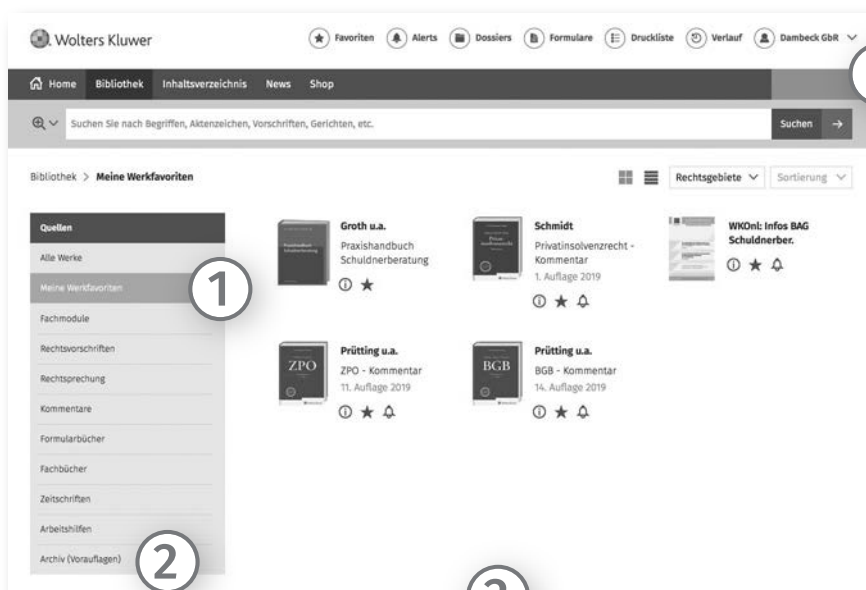 Wolters Kluwer
Favoriten Alerts Dossiers Formulare Druckliste Verlauf Dambeck GbR
Home Bibliothek Inhaltsverzeichnis News Shop
Suchen Sie nach Begriffen, Aktenzeichen, Vorschriften, Gerichten, etc. Suchen
Bibliothek > Meine Werkfavoriten Rechtsgebiete Sortierung
Quellen
Alle Werke
Meine Werkfavoriten
Fachmodule
Rechtsvorschriften
Rechtsprechung
Kommentare
Formularbücher
Fachbücher
Zeitschriften
Arbeitshilfen
Archiv (Vorauflagen)
1
2
Groth u.a.
Praxishandbuch
Schuldnerberatung
Schmidt
Privatinsolvenzrecht -
Kommentar
1. Auflage 2019
WKOnl: Infos BAG
Schuldnerber.
ZPO
Prütting u.a.
ZPO - Kommentar
11. Auflage 2019
BGB
Prütting u.a.
BGB - Kommentar
14. Auflage 2019